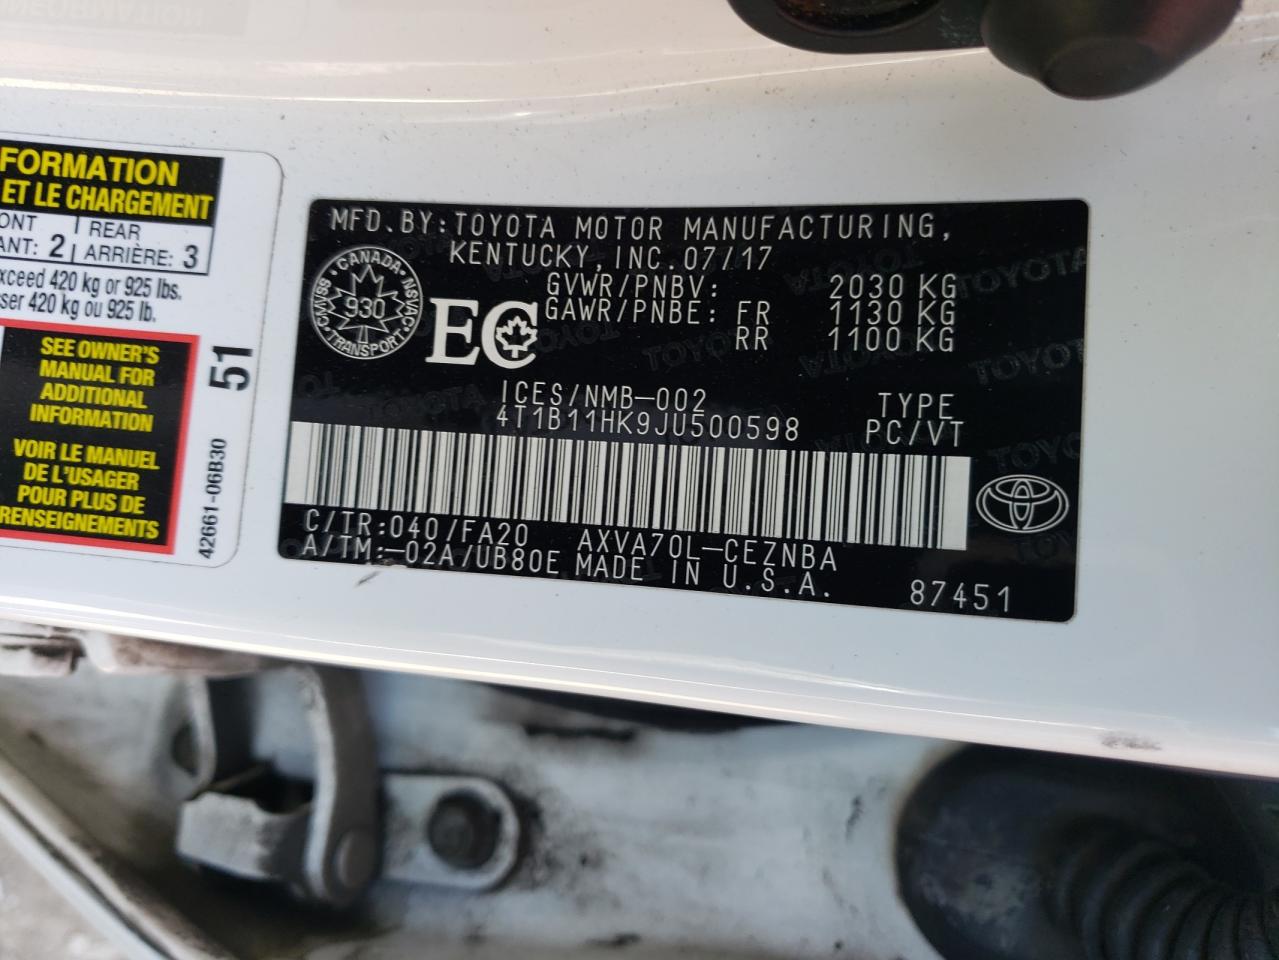 FORMATION
ET LE CHARGEMENT
ONT
REAR
ANT: 2
ARRIÈRE: 3
xceed 420 kg or 925 lbs.
ser 420 kg ou 925 lb.
SEE OWNER'S
MANUAL FOR
ADDITIONAL
INFORMATION
VOIR LE MANUEL
DE L'USAGER
POUR PLUS DE
RENSEIGNEMENTS
51
42661-06B30
MFD.BY:TOYOTA MOTOR MANUFACTURING,
KENTUCKY,INC.07/17
GVWR/PNBV: 2030 KG
GAWR/PNBE: FR 1130 KG
RR 1100 KG
CANADA
930
TRANSPORT
NSVAC
CMVSS
EC
ICES/NMB-002
TYPE
4T1B11HK9JU500598
PC/VT
C/TR:040/FA20 AXVA70L-CEZNBA
A/TM:-02A/UB80E MADE IN U.S.A.
87451